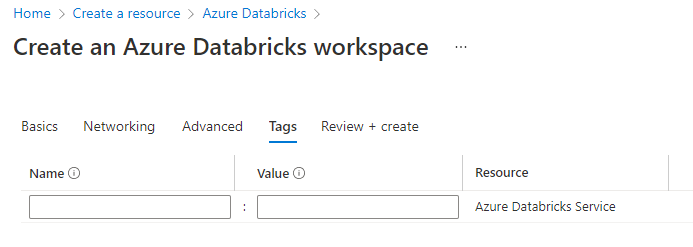 Home > Create a resource > Azure Databricks >
Create an Azure Databricks workspace ...
Basics Networking Advanced Tags Review + create
Name Value Resource
: Azure Databricks Service